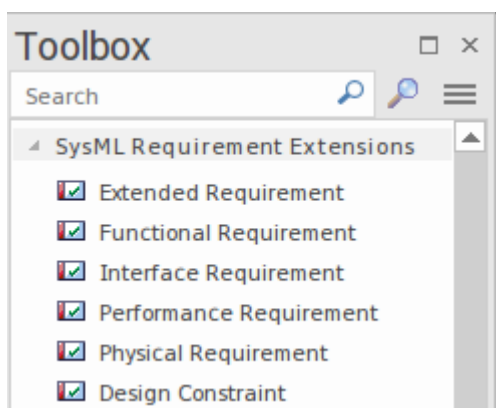 Toolbox
Search
SysML Requirement Extensions
Extended Requirement
Functional Requirement
Interface Requirement
Performance Requirement
Physical Requirement
Design Constraint